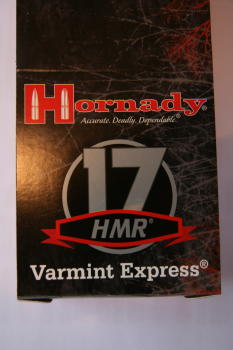 Hornady®
Accurate. Deadly. Dependable.®
17
HMR®
Varmint Express®